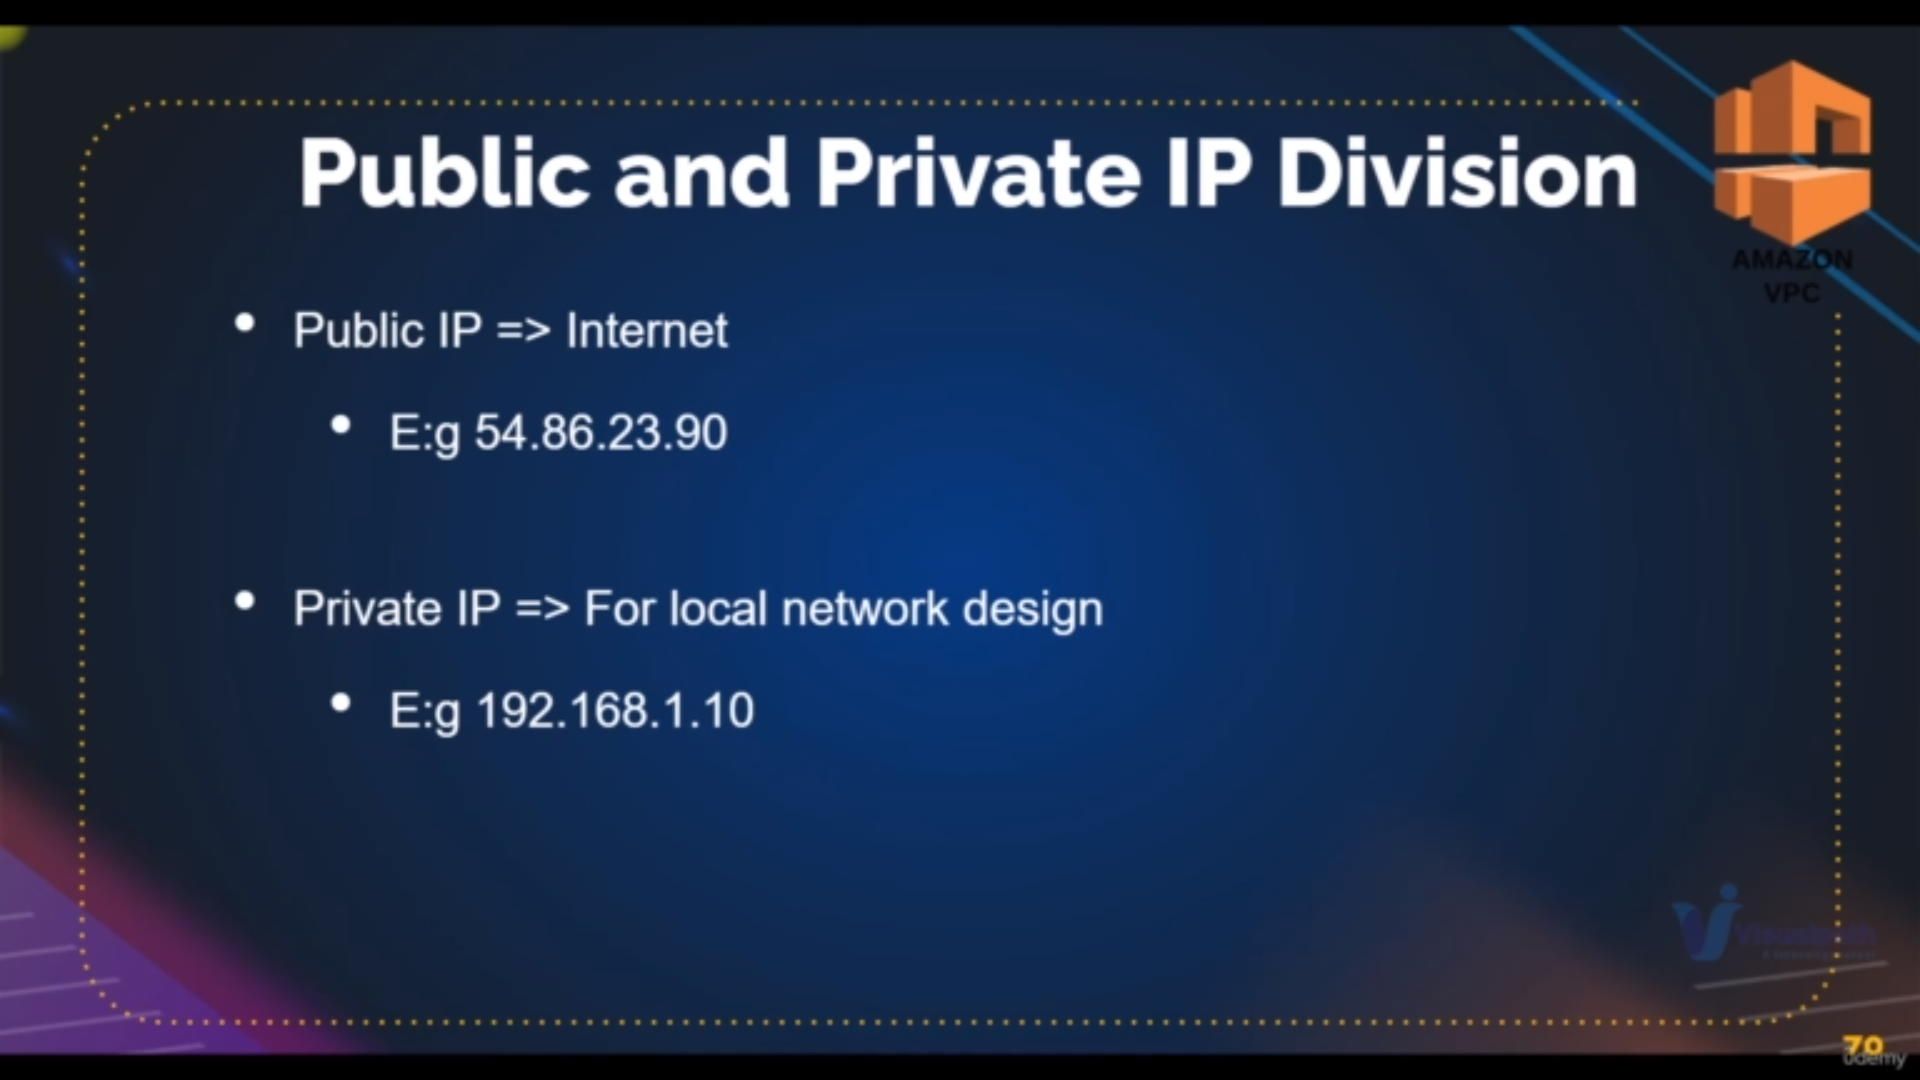 Public and Private IP Division
AMAZON
VPC
• Public IP => Internet
• E:g 54.86.23.90
• Private IP => For local network design
• E:g 192.168.1.10
70
ûdemy